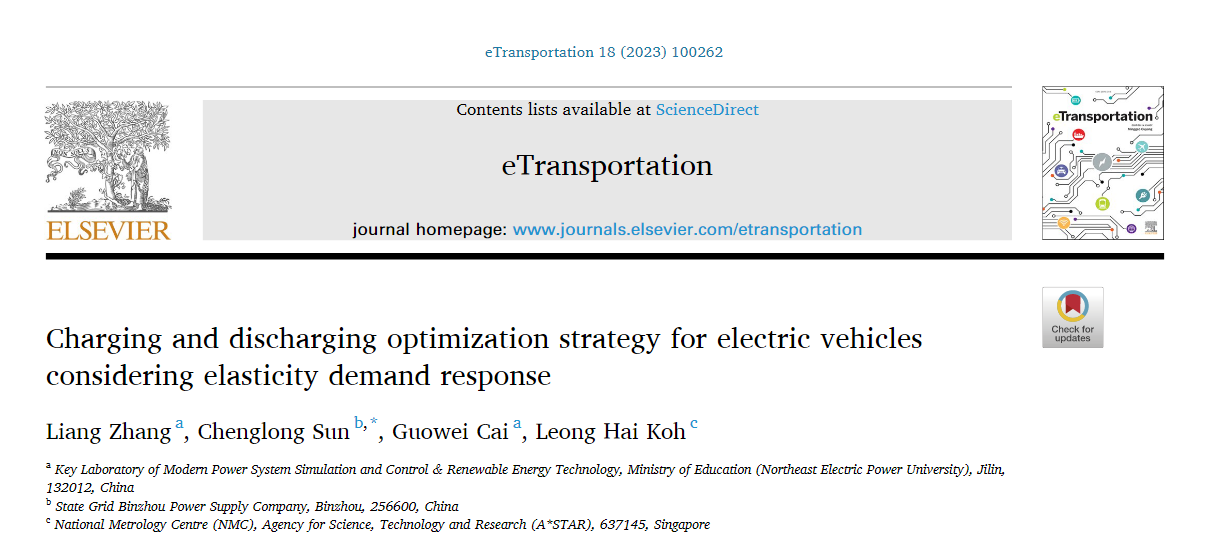 eTransportation 18 (2023) 100262
Contents lists available at ScienceDirect
eTransportation
journal homepage: www.journals.elsevier.com/etransportation
ELSEVIER
eTransportation
Check for
updates
Charging and discharging optimization strategy for electric vehicles
considering elasticity demand response
Liang Zhang a, Chenglong Sun b,*, Guowei Cai a, Leong Hai Koh c
a Key Laboratory of Modern Power System Simulation and Control & Renewable Energy Technology, Ministry of Education (Northeast Electric Power University), Jilin,
132012, China
b State Grid Binzhou Power Supply Company, Binzhou, 256600, China
c National Metrology Centre (NMC), Agency for Science, Technology and Research (A*STAR), 637145, Singapore